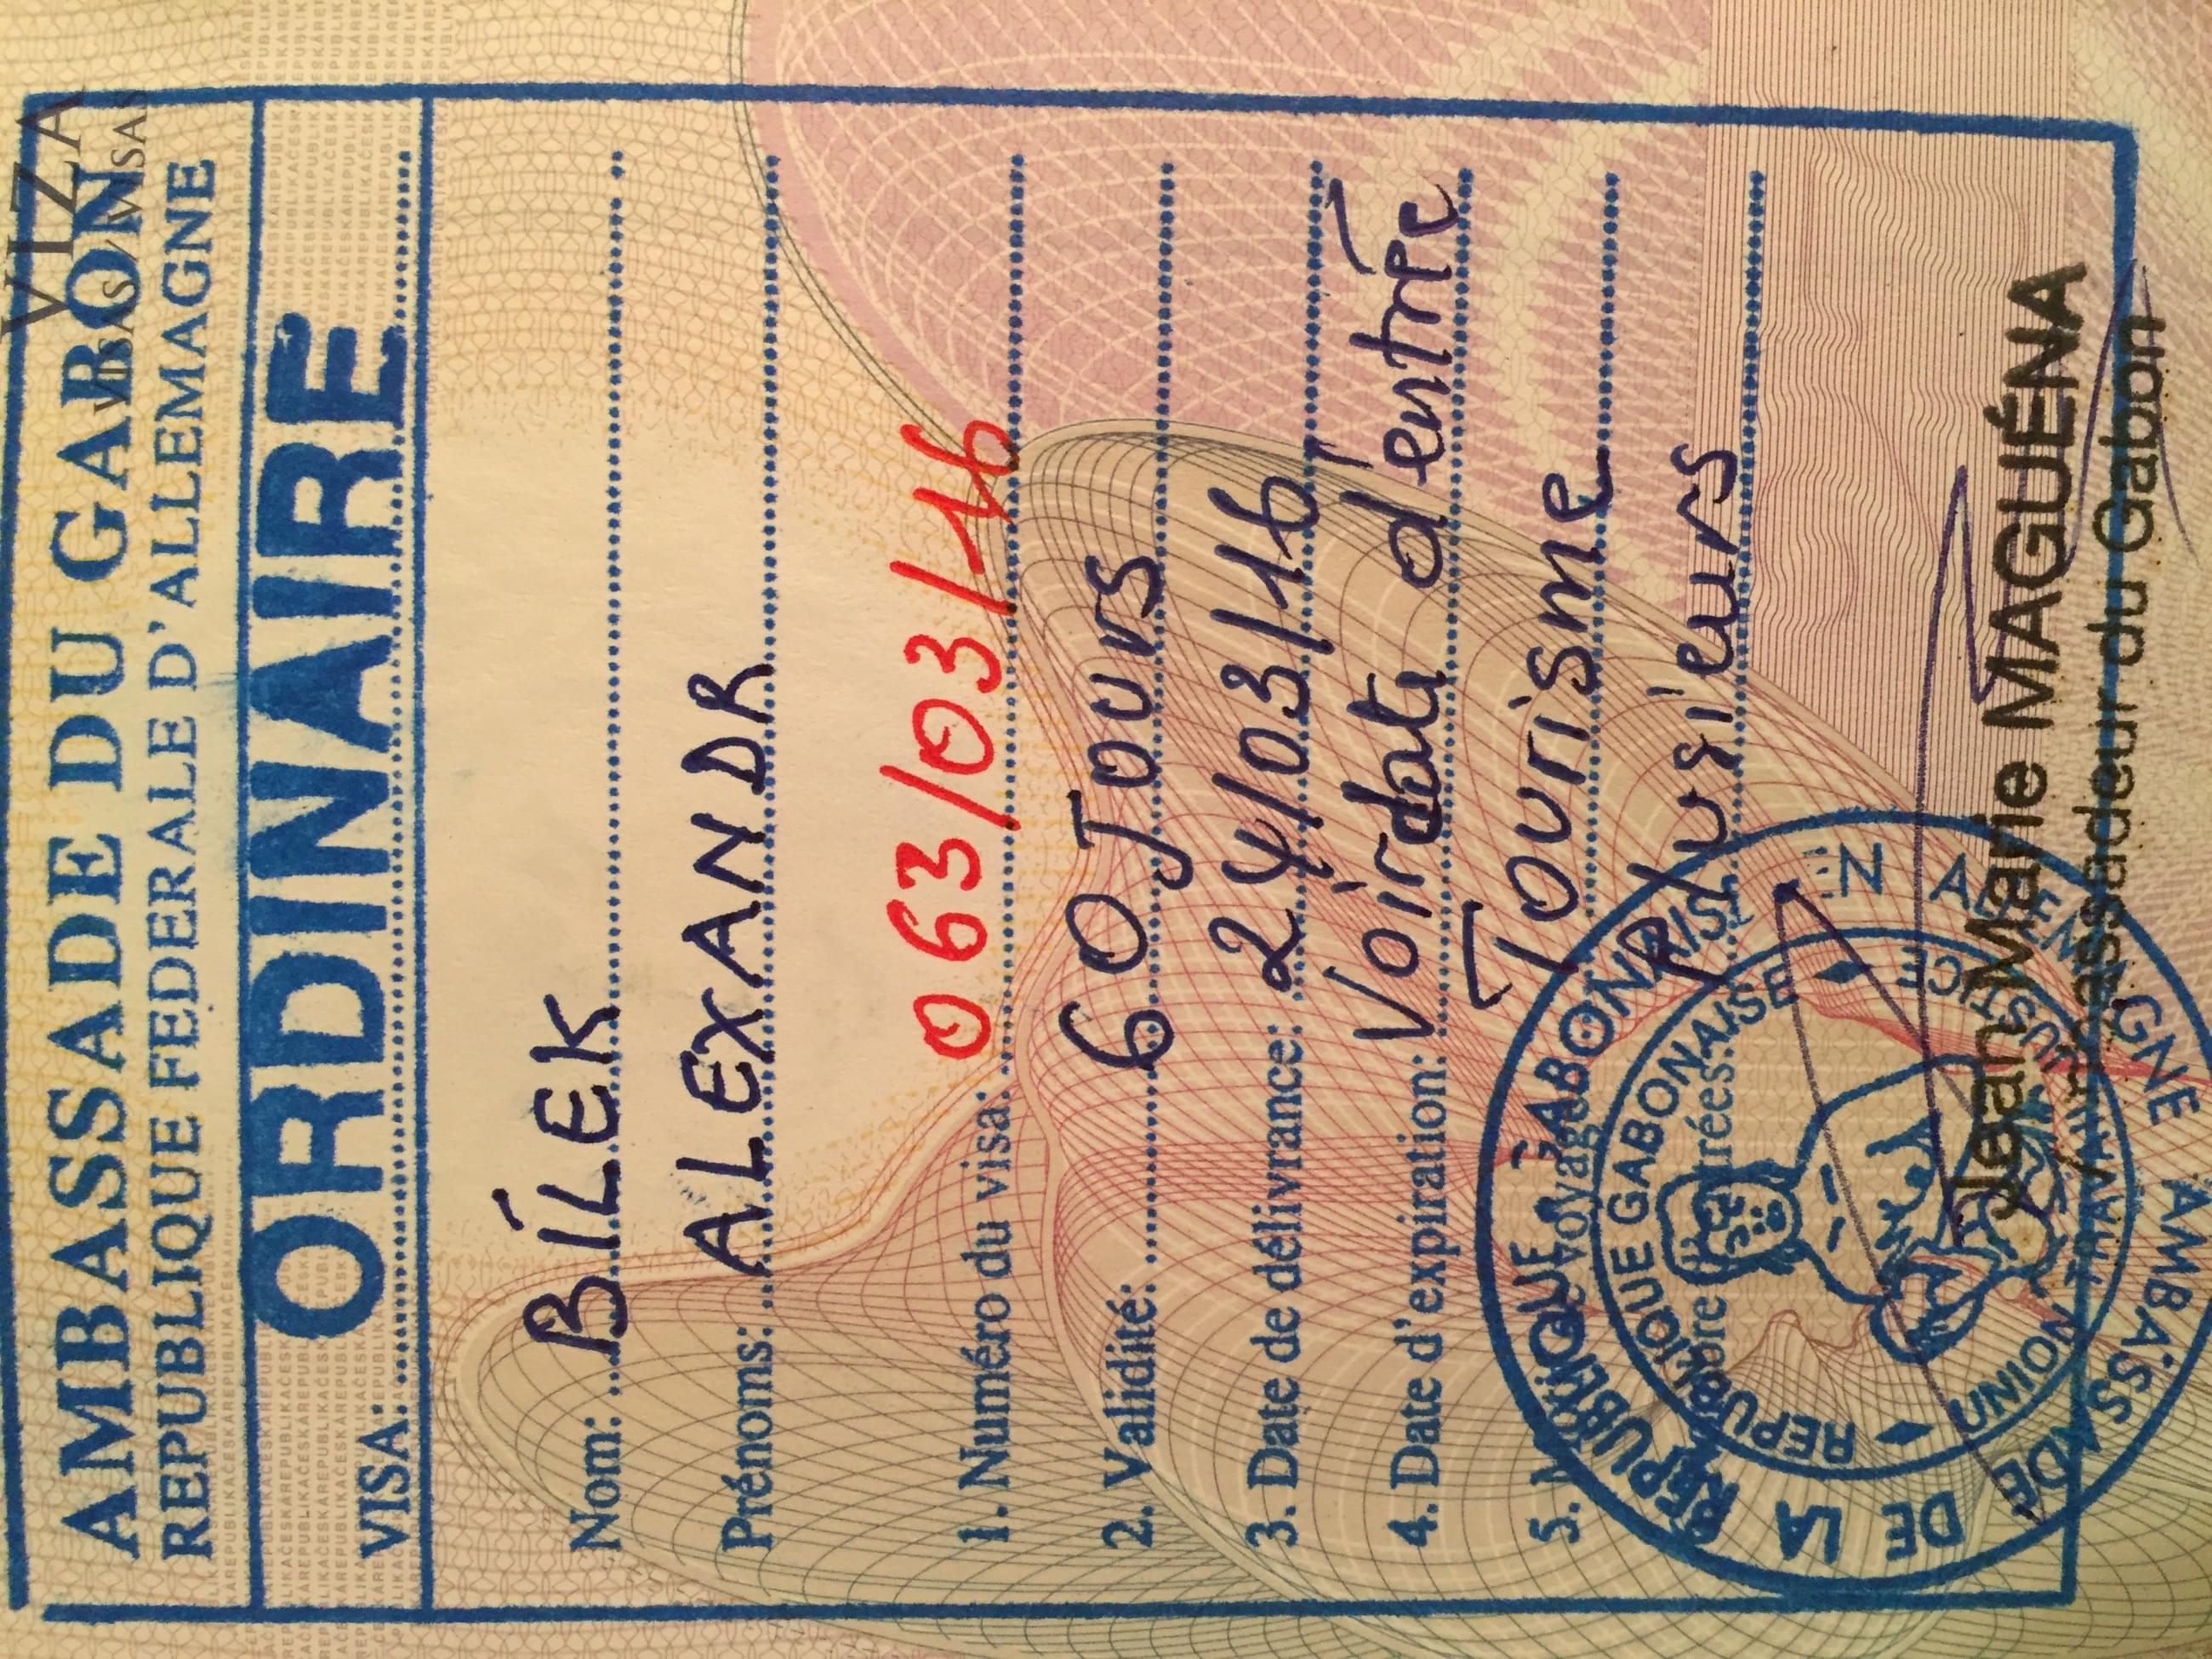 VIZA
VISAS / VISAS
AMBASSADE DU GABON
REPUBLIQUE FEDERALE D'ALLEMAGNE
VISA: ORDINAIRE
Nom: BÍLEK
Prénoms: ALEXANDR
1. Numéro du visa: 063/03/16
2. Validité: 60 Jours
3. Date de délivrance: 24/03/16
4. Date d'expiration: Voir date d'entrée
5. voyage: Tourisme
Plusieurs
AMBASSADE DE LA REPUBLIQUE GABONAISE EN ALLEMAGNE
REPUBLIQUE GABONAISE
UNION TRAVAIL JUSTICE
Jean Marie MAGUÉNA
Ambassadeur du Gabon